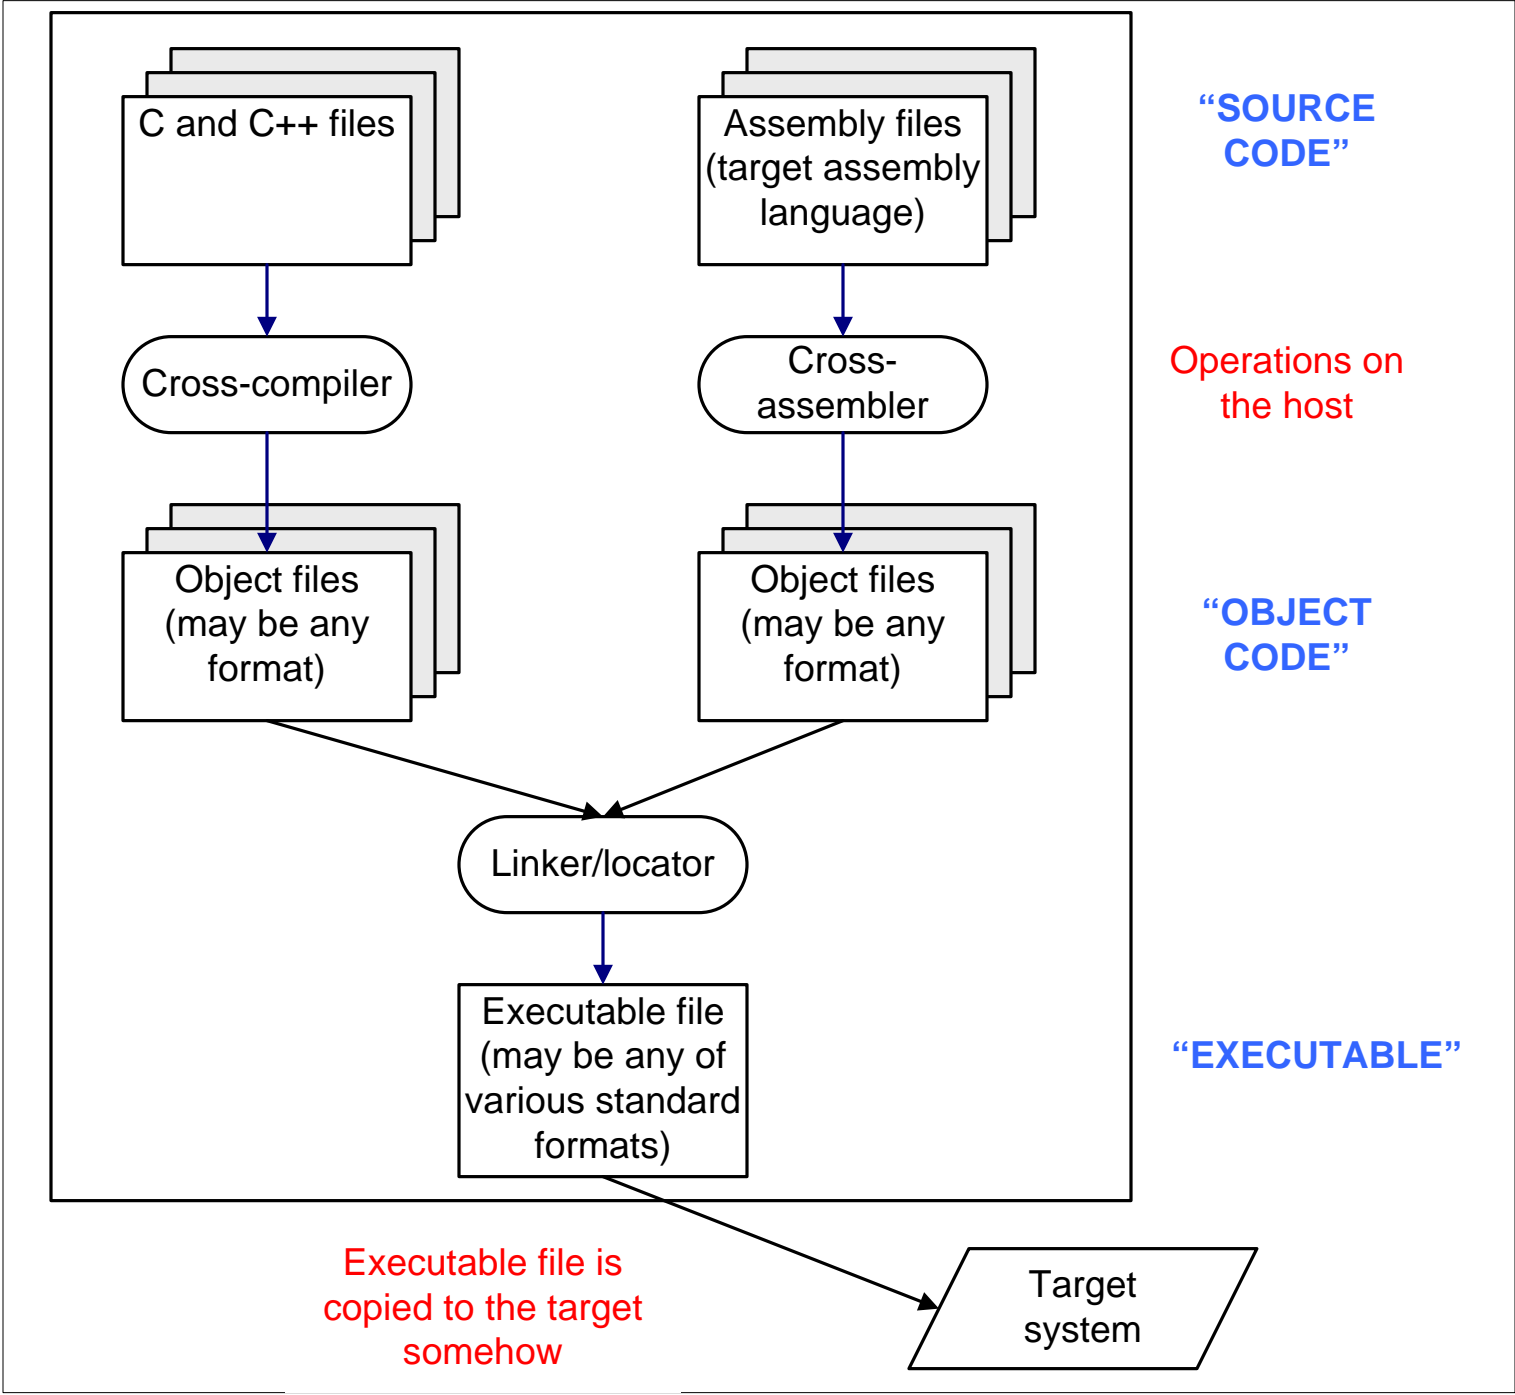 C and C++ files
Assembly files
(target assembly
language)
“SOURCE
CODE”
Cross-compiler
Cross-
assembler
Operations on
the host
Object files
(may be any
format)
Object files
(may be any
format)
“OBJECT
CODE”
Linker/locator
Executable file
(may be any of
various standard
formats)
“EXECUTABLE”
Executable file is
copied to the target
somehow
Target
system